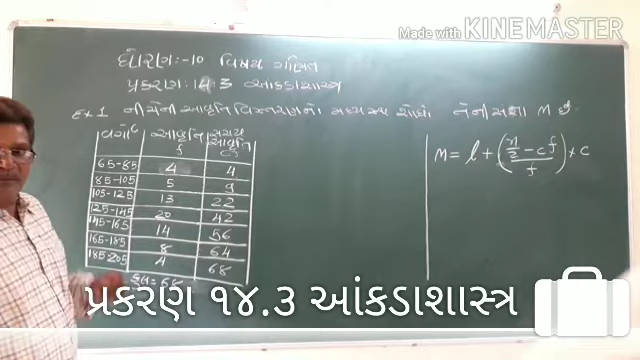 Made with KINEMASTER
ધોરણ:-10 વિષય ગણિત
પ્રકરણ:14.3 આંકડાશાસ્ત્ર
Ex 1 નીચેની આવૃત્તિ વિતરણનો મધ્યસ્થ શોધો તેની સંજ્ઞા M છે.
વર્ગો આવૃત્તિ f સંચયી આવૃત્તિ cf
65-85 4 4
85-105 5 9
105-125 13 22
125-145 20 42
145-165 14 56
165-185 8 64
185-205 4 68
કુલ = 68
M = l + (n/2 - cf / f) × c
પ્રકરણ ૧૪.૩ આંકડાશાસ્ત્ર